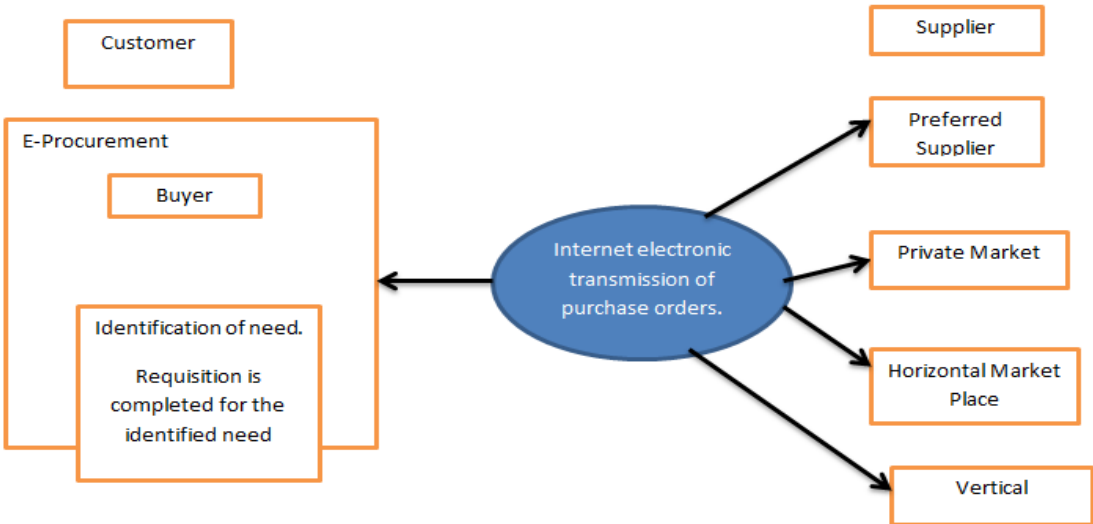 Customer
E-Procurement
Buyer
Identification of need.
Requisition is
completed for the
identified need
Internet electronic
transmission of
purchase orders.
Supplier
Preferred
Supplier
Private Market
Horizontal Market
Place
Vertical